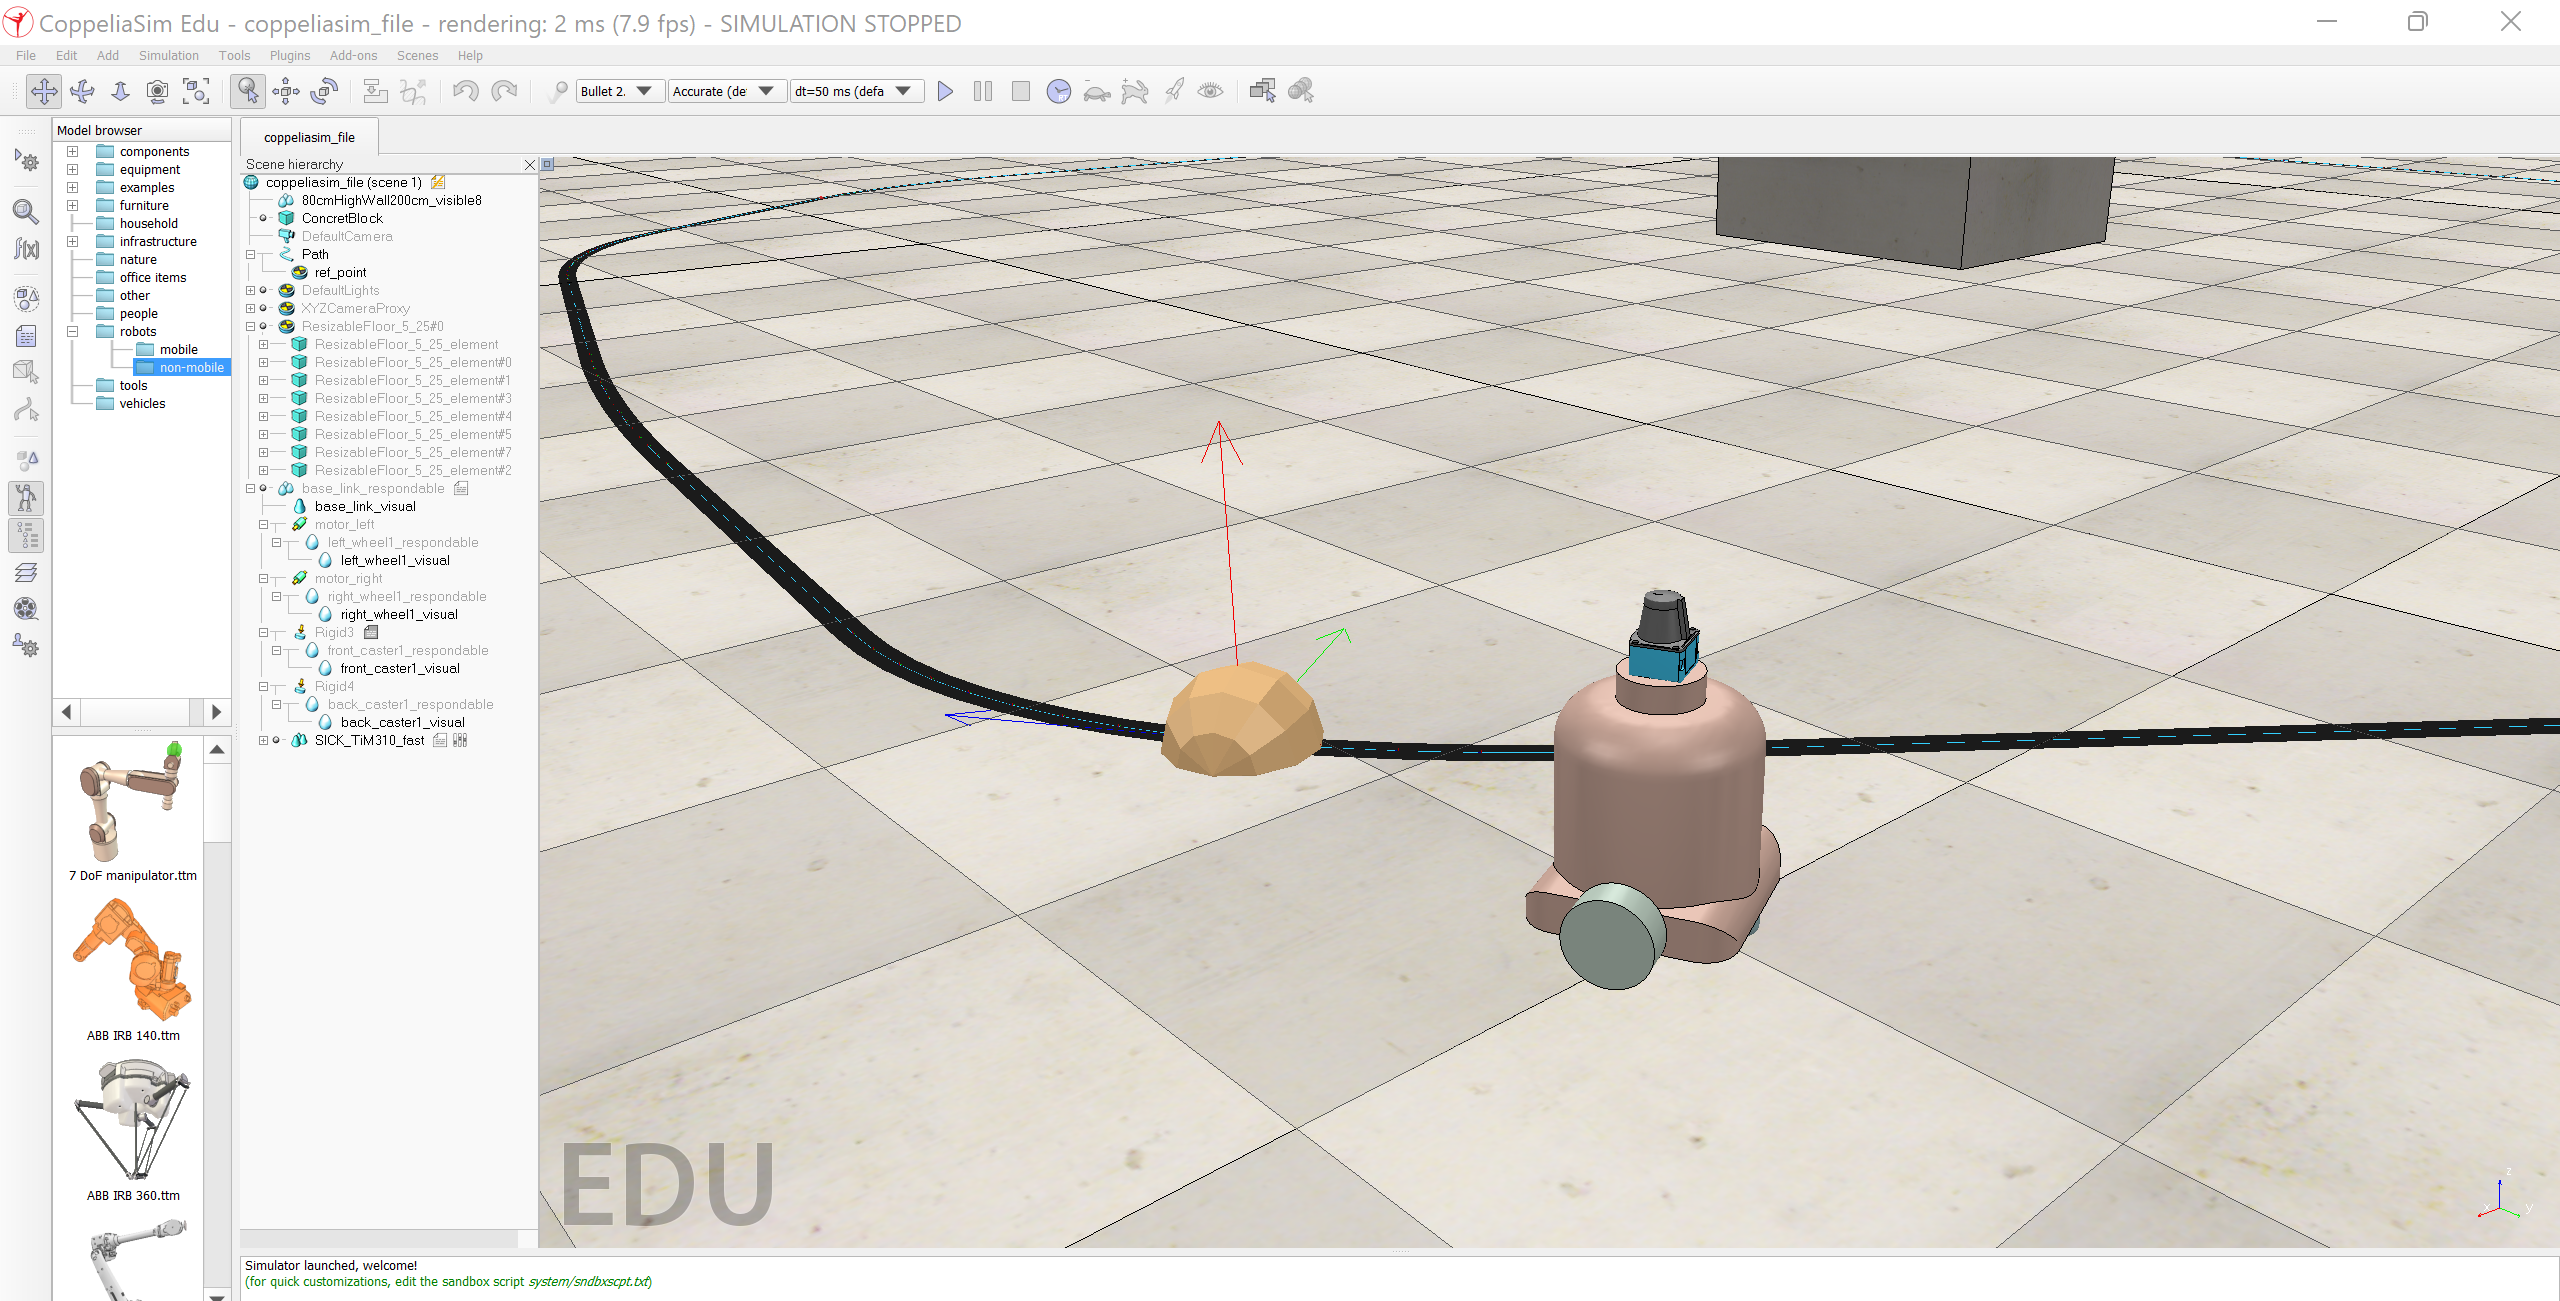 CoppeliaSim Edu - coppeliasim_file - rendering: 2 ms (7.9 fps) - SIMULATION STOPPED
File Edit Add Simulation Tools Plugins Add-ons Scenes Help
Bullet 2. Accurate (de dt=50 ms (defa
Model browser
components
equipment
examples
furniture
household
infrastructure
nature
office items
other
people
robots
mobile
non-mobile
tools
vehicles
7 DoF manipulator.ttm
ABB IRB 140.ttm
ABB IRB 360.ttm
coppeliasim_file
Scene hierarchy
coppeliasim_file (scene 1)
80cmHighWall200cm_visible8
ConcretBlock
DefaultCamera
Path
ref_point
DefaultLights
XYZCameraProxy
ResizableFloor_5_25#0
ResizableFloor_5_25_element
ResizableFloor_5_25_element#0
ResizableFloor_5_25_element#1
ResizableFloor_5_25_element#3
ResizableFloor_5_25_element#4
ResizableFloor_5_25_element#5
ResizableFloor_5_25_element#7
ResizableFloor_5_25_element#2
base_link_respondable
base_link_visual
motor_left
left_wheel1_respondable
left_wheel1_visual
motor_right
right_wheel1_respondable
right_wheel1_visual
Rigid3
front_caster1_respondable
front_caster1_visual
Rigid4
back_caster1_respondable
back_caster1_visual
SICK_TiM310_fast
f(x)
EDU
z
x
y
Simulator launched, welcome!
(for quick customizations, edit the sandbox script system/sndbxscpt.txt)